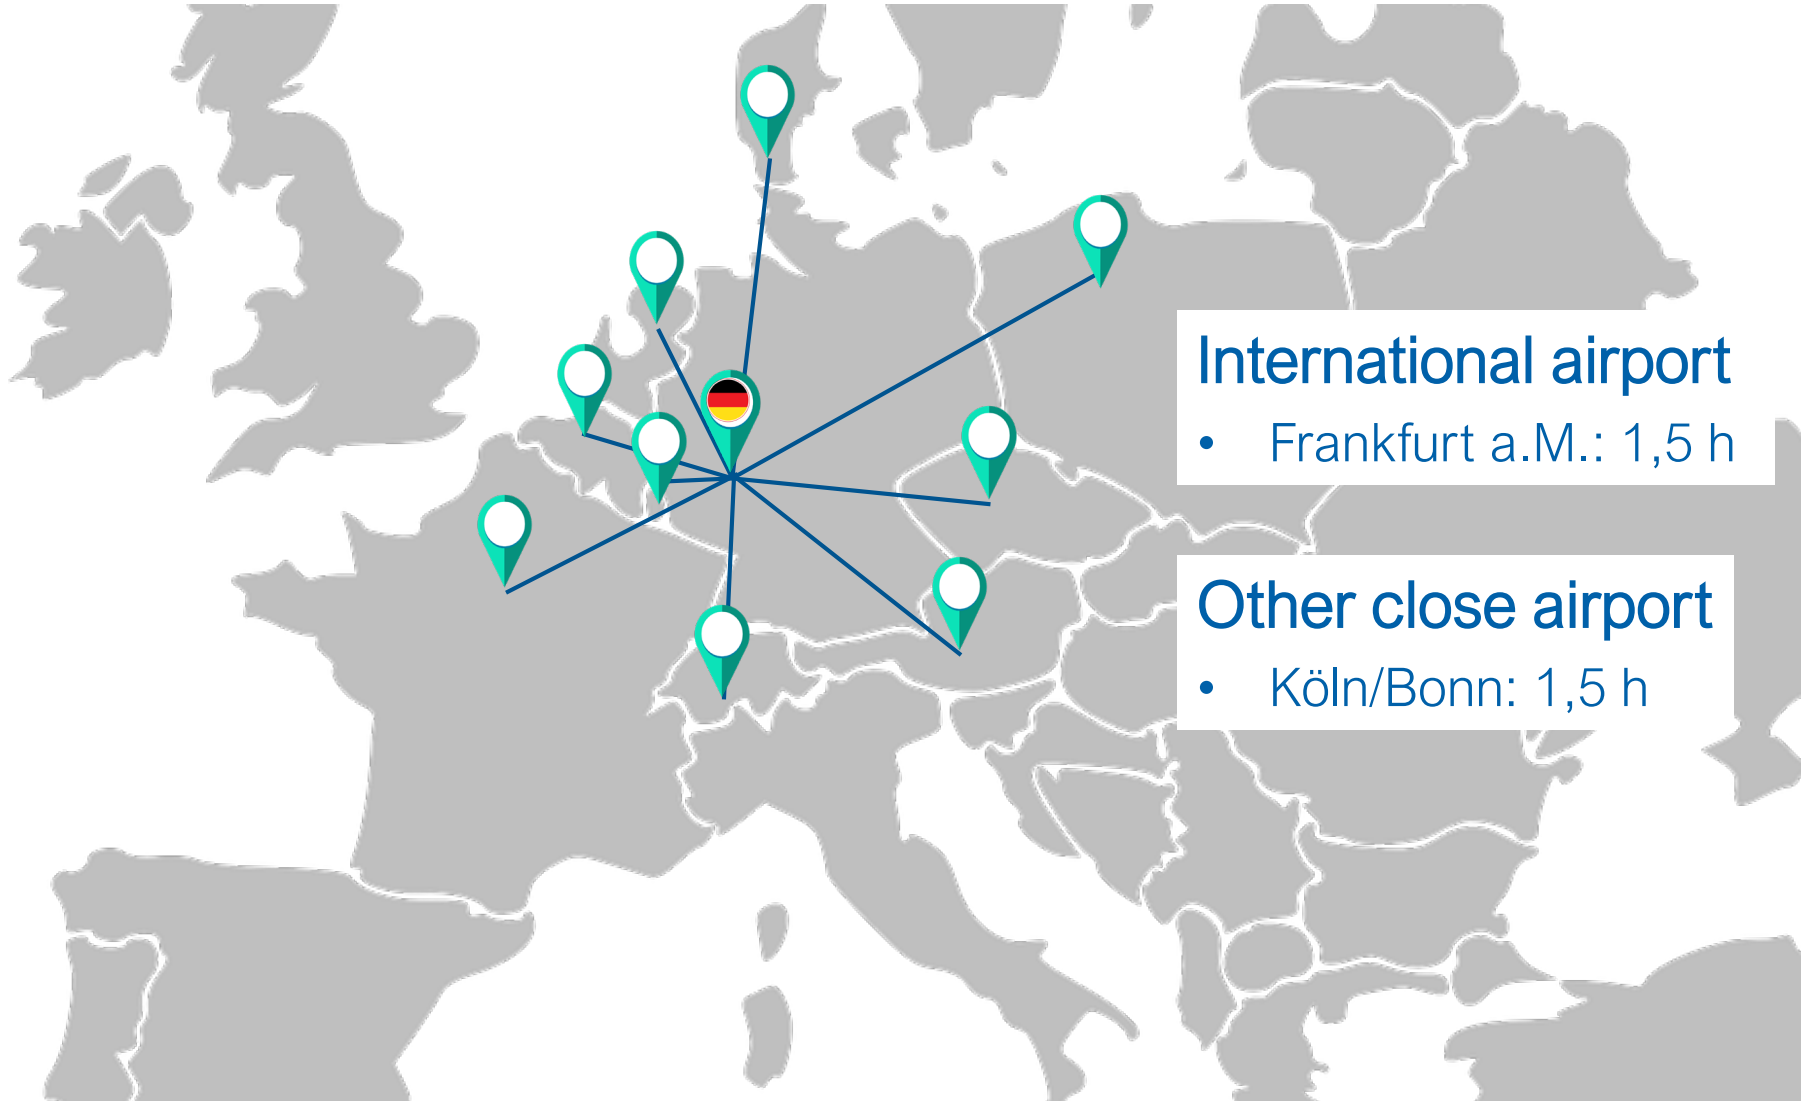 International airport
• Frankfurt a.M.: 1,5 h
Other close airport
• Köln/Bonn: 1,5 h